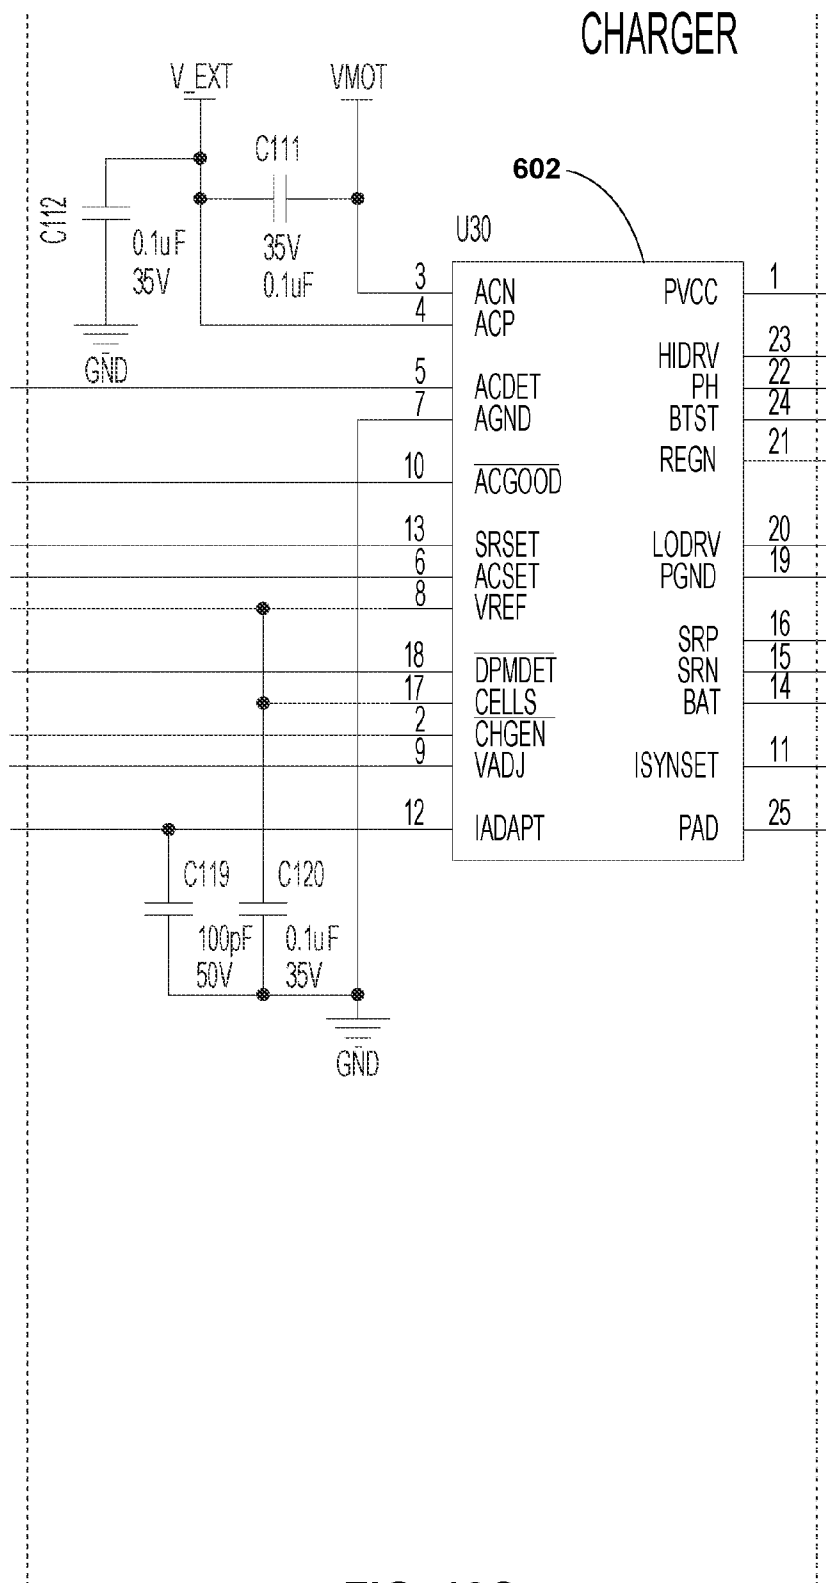 CHARGER
V_EXT
VMOT
C111
602
C112
0.1uF
35V
35V
0.1uF
U30
3 ACN
PVCC 1
4 ACP
GND
HIDRV 23
5 ACDET
PH 22
7 AGND
BTST 24
REGN 21
10 ACGOOD
13 SRSET
LODRV 20
6 ACSET
PGND 19
8 VREF
SRP 16
18 DPMDET
SRN 15
17 CELLS
BAT 14
2 CHGEN
9 VADJ
ISYNSET 11
12 IADAPT
PAD 25
C119
C120
100pF
50V
0.1uF
35V
GND